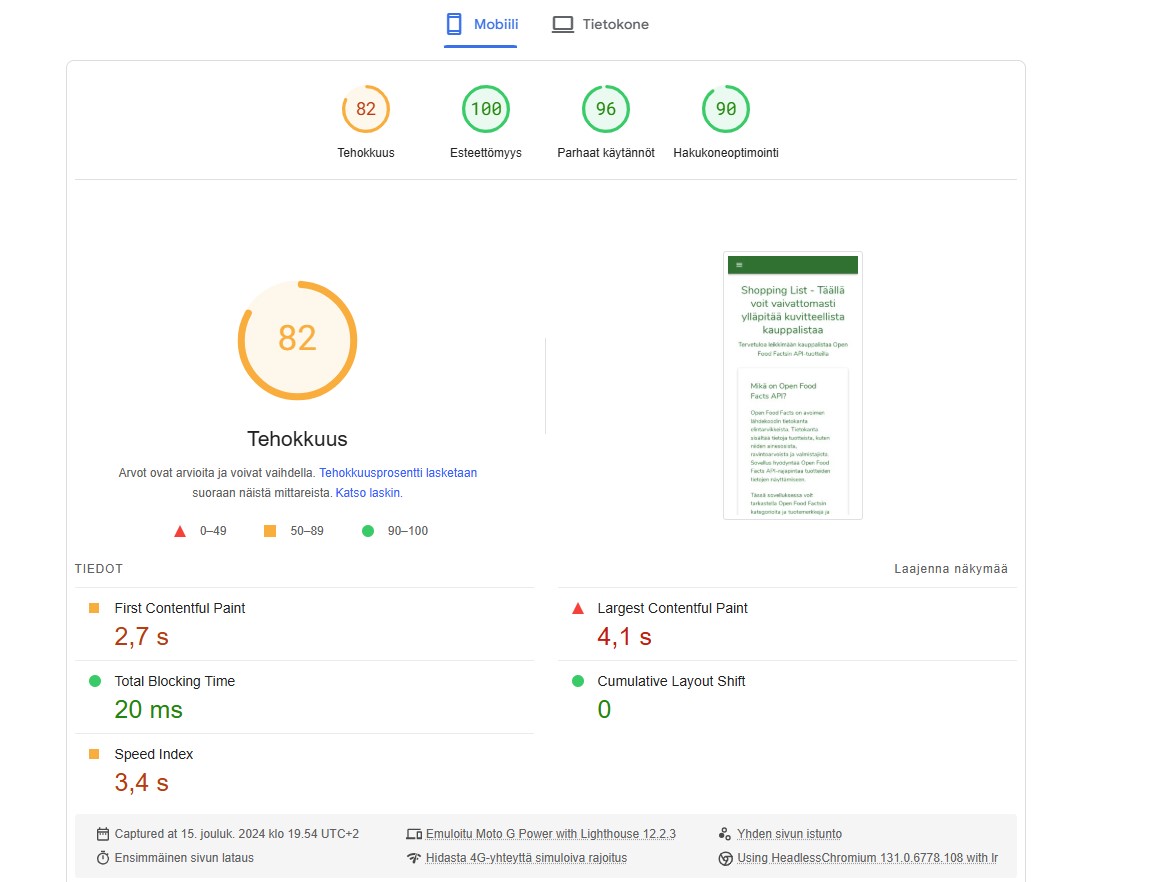 Mobiili
Tietokone
82
100
96
90
Tehokkuus
Esteettömyys
Parhaat käytännöt
Hakukoneoptimointi
82
Tehokkuus
Arvot ovat arvioita ja voivat vaihdella. Tehokkuusprosentti lasketaan
suoraan näistä mittareista. Katso laskin.
0–49
50–89
90–100
Shopping List - Täällä
voit vaivattomasti
ylläpitää kuvitteellista
kauppalistaa
Tervetuloa leikkimään kauppalistaa Open
Food Factsin API-tuotteilla
Mikä on Open Food
Facts API?
Open Food Facts on avoimen
lähdekoodin tietokanta
elintarvikkeista. Tietokanta
sisältää tietoja tuotteista, kuten
niiden ainesosista,
ravintoarvoista ja valmistajista.
Sovellus hyödyntää Open Food
Facts API-rajapintaa tuotteiden
tietojen näyttämiseen.
Tässä sovelluksessa voit
tarkastella Open Food Factsin
kategorioita ja tuotemerkkejä ja
TIEDOT
Laajenna näkymää
First Contentful Paint
2,7 s
Largest Contentful Paint
4,1 s
Total Blocking Time
20 ms
Cumulative Layout Shift
0
Speed Index
3,4 s
Captured at 15. jouluk. 2024 klo 19.54 UTC+2
Emuloitu Moto G Power with Lighthouse 12.2.3
Yhden sivun istunto
Ensimmäinen sivun lataus
Hidasta 4G-yhteyttä simuloiva rajoitus
Using HeadlessChromium 131.0.6778.108 with lr